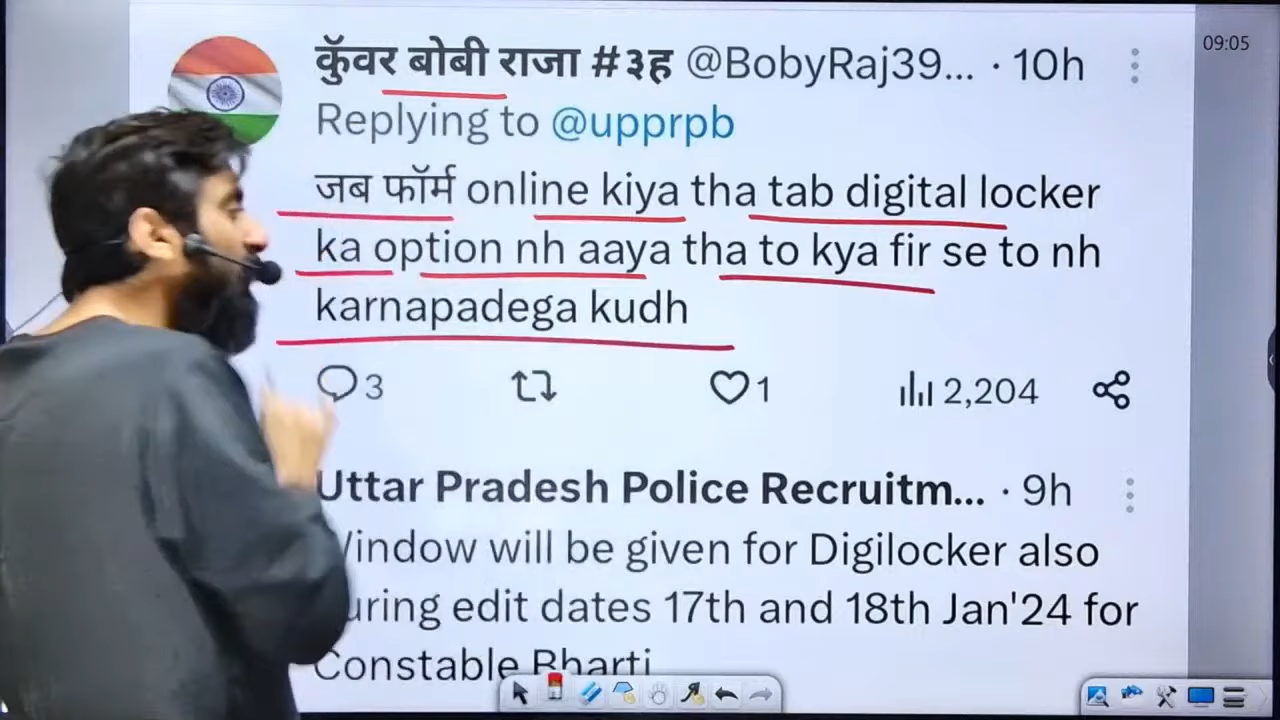 09:05
कुॅवर बोबी राजा #३ह @BobyRaj39... · 10h
Replying to @upprpb
जब फॉर्म online kiya tha tab digital locker
ka option nh aaya tha to kya fir se to nh
karnapadega kudh
3 1 2,204
Uttar Pradesh Police Recruitm... · 9h
Window will be given for Digilocker also
during edit dates 17th and 18th Jan'24 for
Constable Bharti